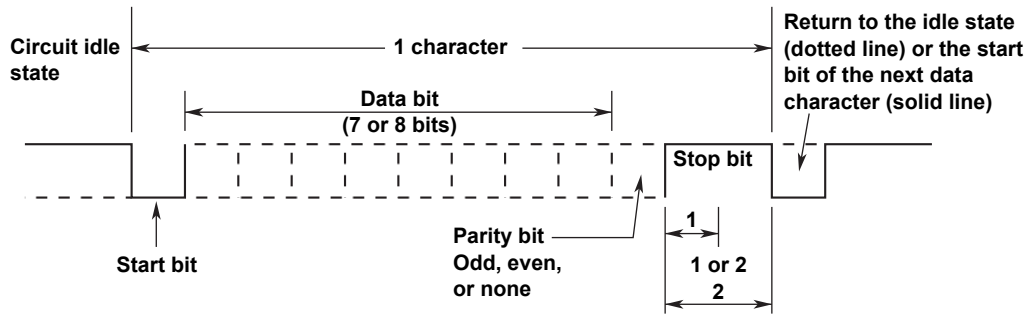 Circuit idle
state
1 character
Return to the idle state
(dotted line) or the start
bit of the next data
character (solid line)
Data bit
(7 or 8 bits)
Stop bit
Start bit
Parity bit
Odd, even,
or none
1
1 or 2
2